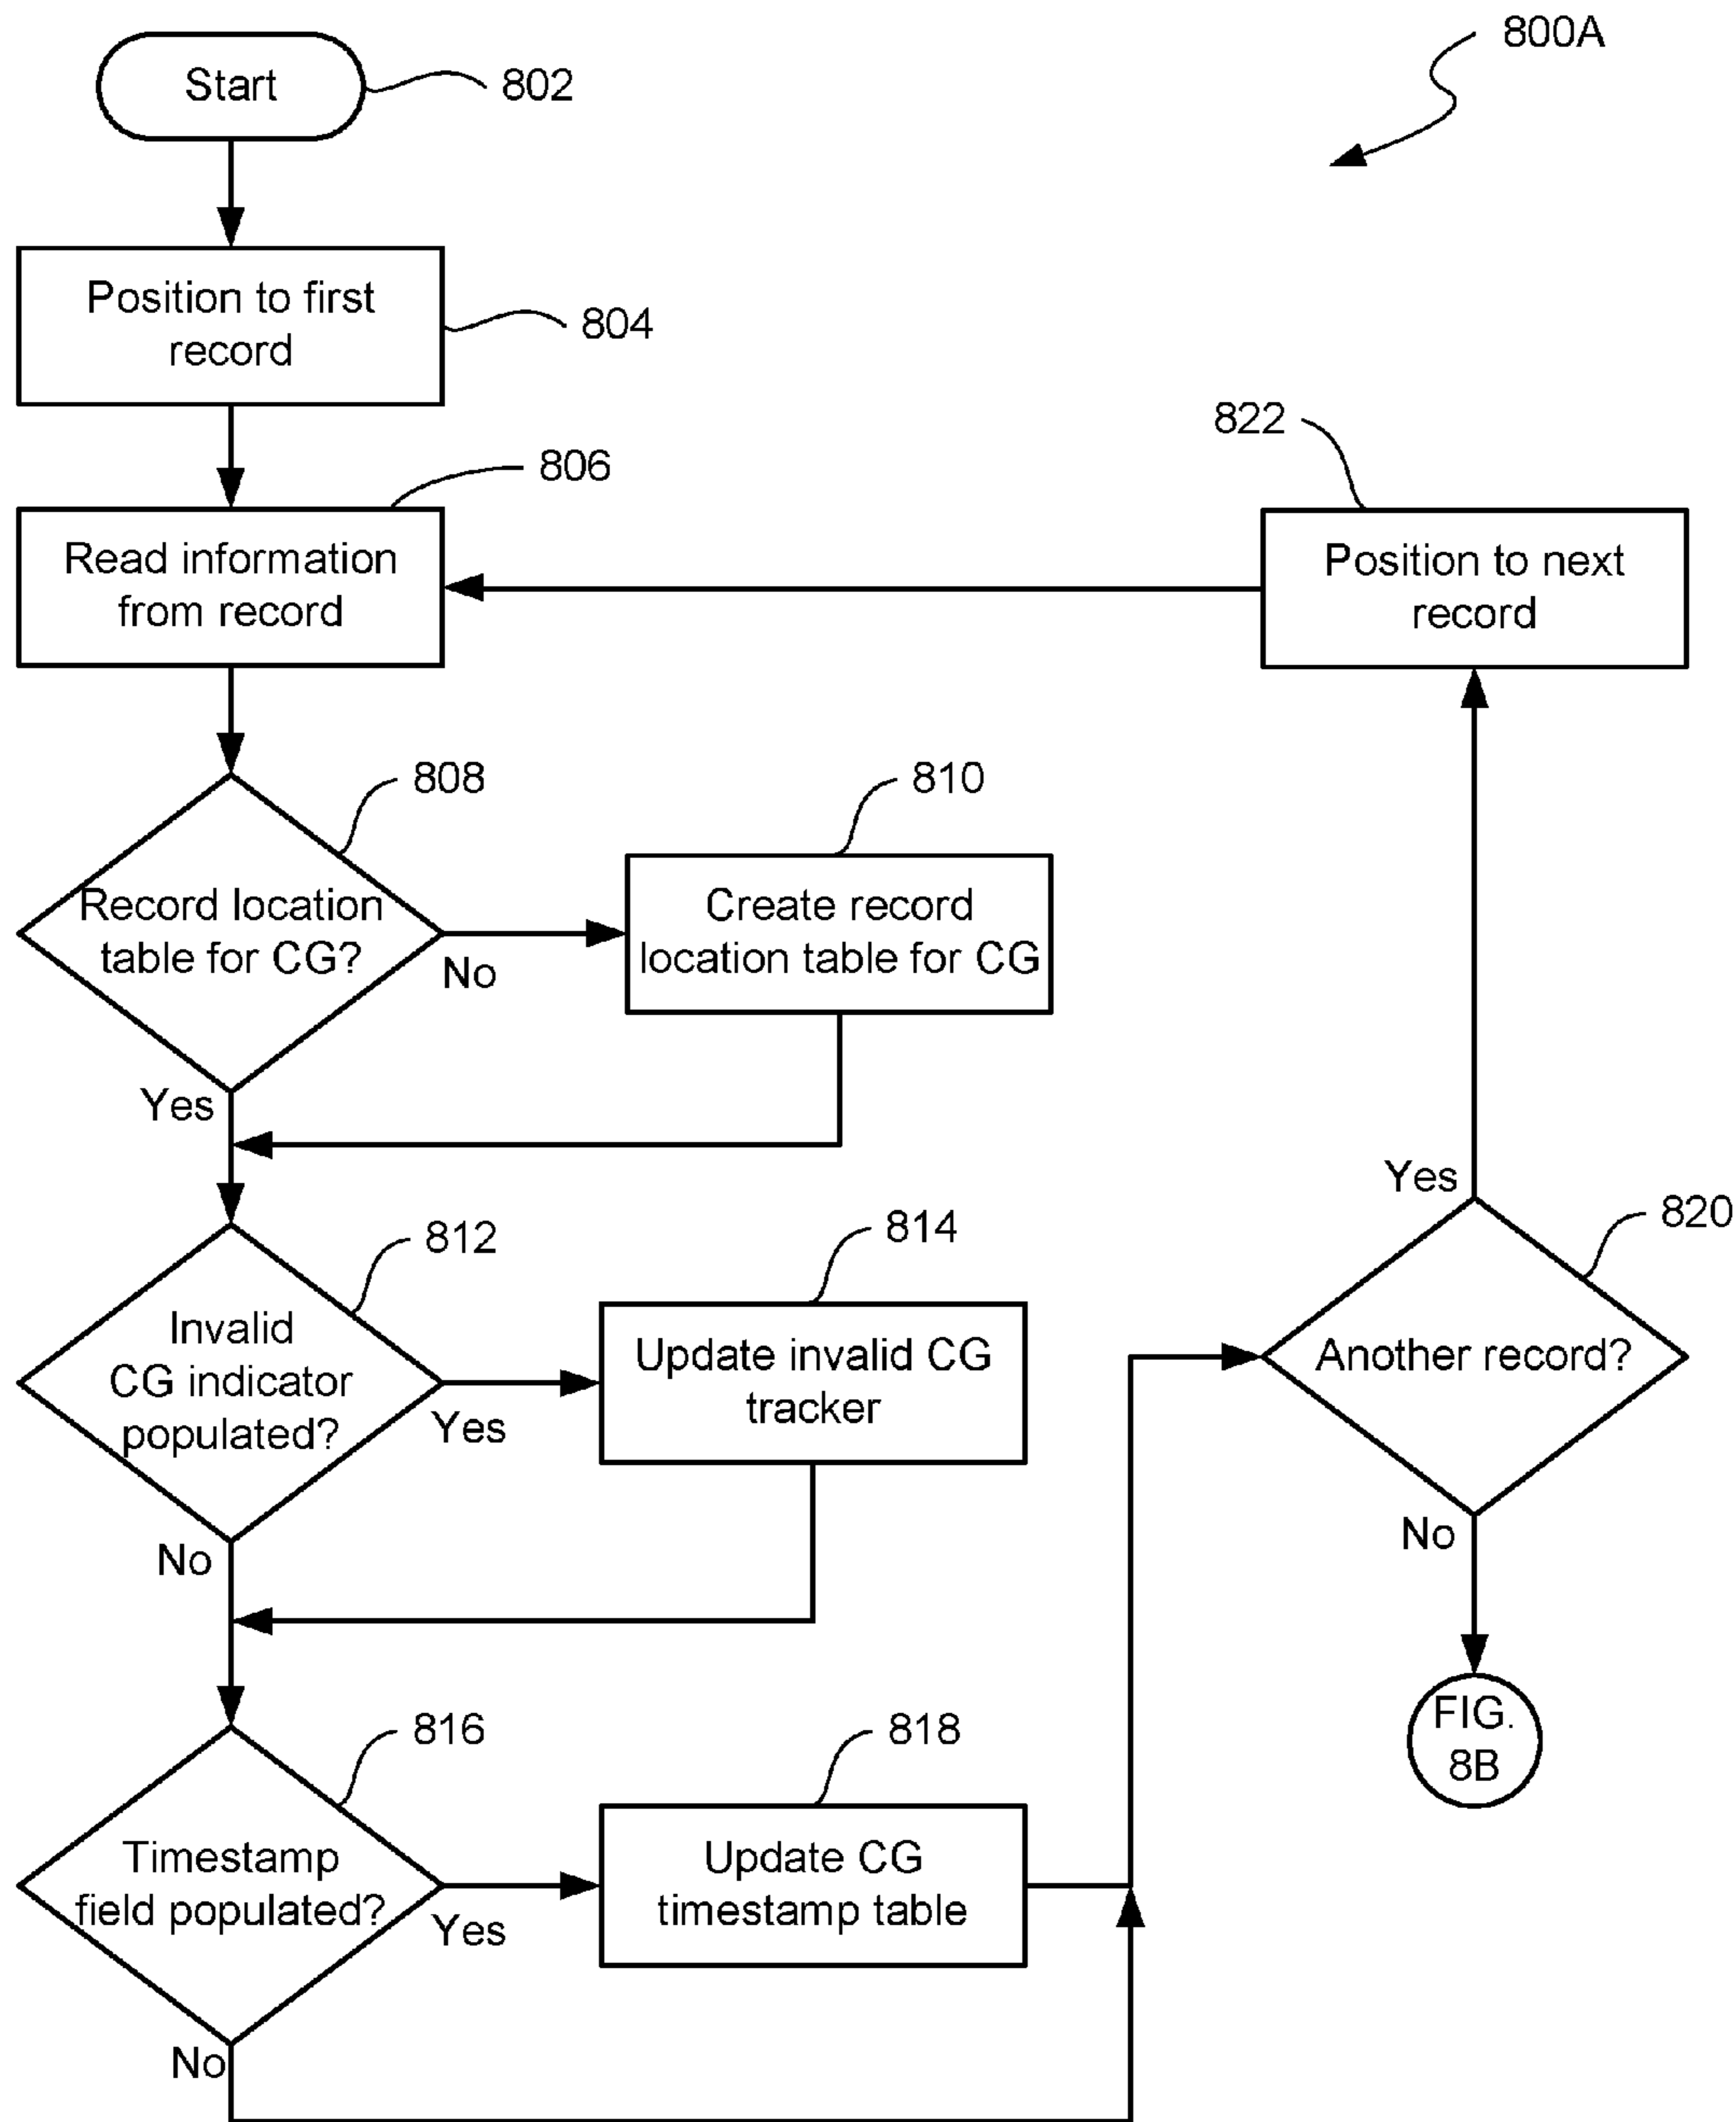 800A
Start
802
Position to first
record
804
822
806
Read information
from record
Position to next
record
808
810
Record location
table for CG?
No
Create record
location table for CG
Yes
Yes
820
812
814
Invalid
CG indicator
populated?
Yes
Update invalid CG
tracker
Another record?
No
No
816
818
FIG.
8B
Timestamp
field populated?
Yes
Update CG
timestamp table
No